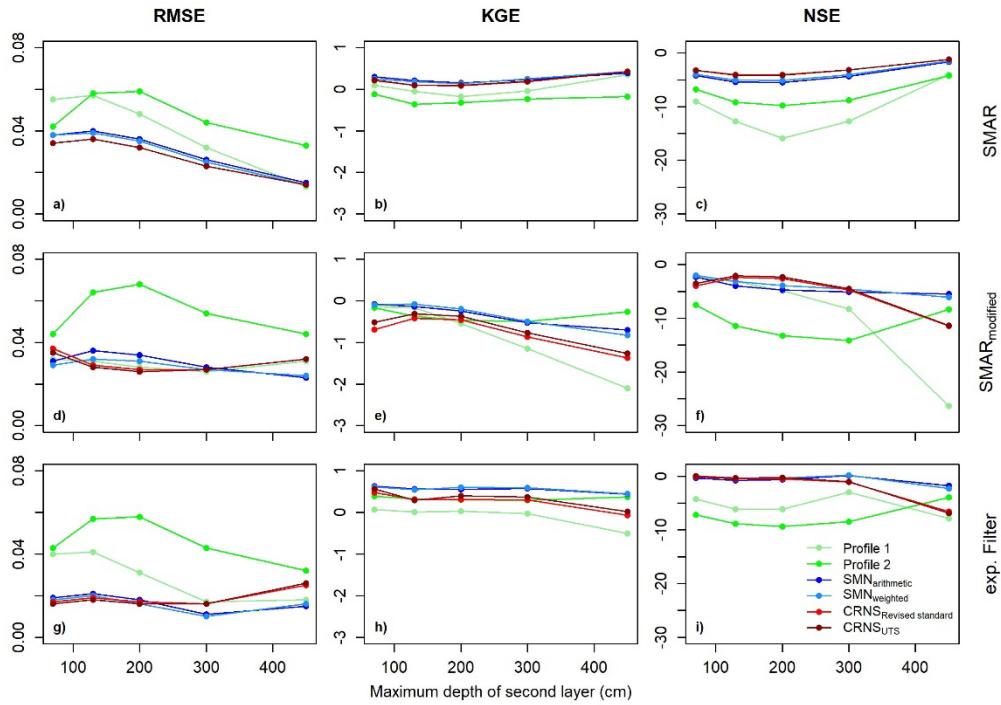 RMSE
KGE
NSE
0.08
0.04
0.00
a)
1
0
-1
-2
-3
b)
0
-10
-20
-30
c)
SMAR
0.08
0.04
0.00
d)
1
0
-1
-2
-3
e)
0
-10
-20
-30
f)
SMARmodified
0.08
0.04
0.00
g)
1
0
-1
-2
-3
h)
0
-10
-20
-30
i)
Profile 1
Profile 2
SMNarithmetic
SMNweighted
CRNSRevised standard
CRNSUTS
exp. Filter
100 200 300 400
100 200 300 400
100 200 300 400
Maximum depth of second layer (cm)